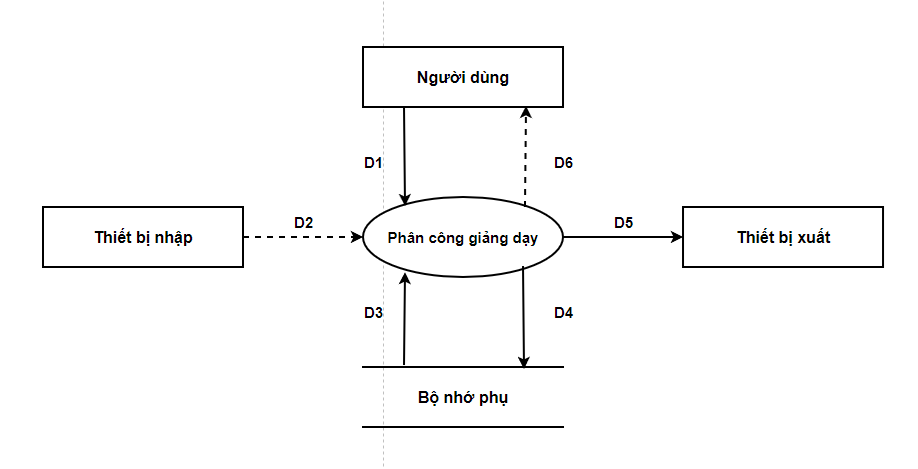 Người dùng
D1
D6
Thiết bị nhập
D2
Phân công giảng dạy
D5
Thiết bị xuất
D3
D4
Bộ nhớ phụ